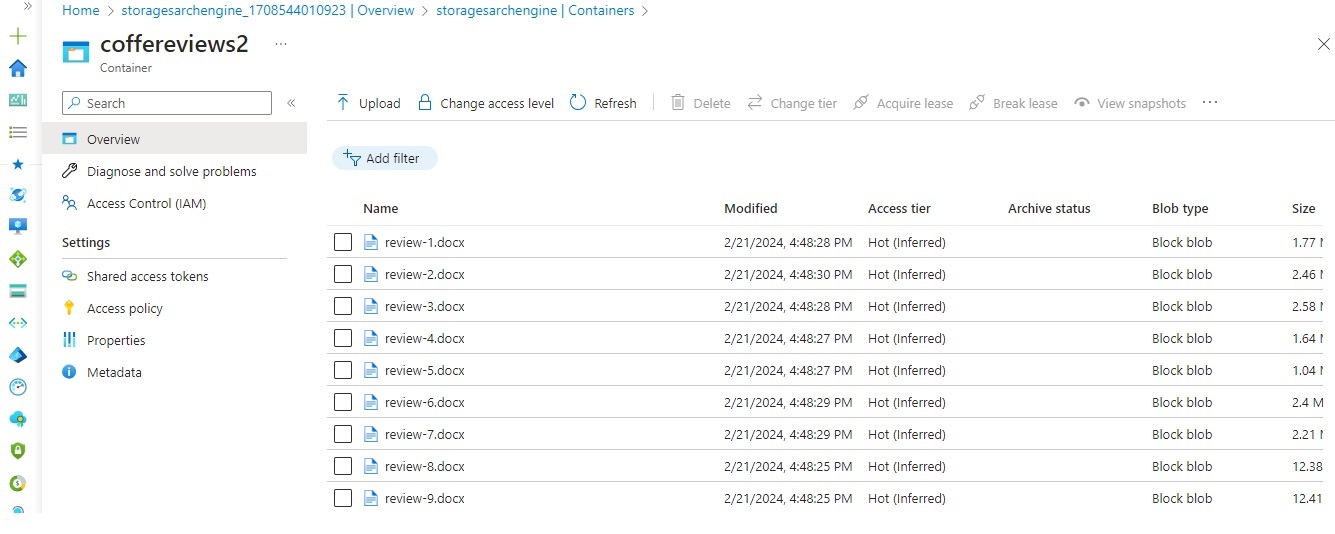 Home > storagesarchengine_1708544010923 | Overview > storagesarchengine | Containers >
coffereviews2 ...
Container
Search
Upload Change access level Refresh Delete Change tier Acquire lease Break lease View snapshots ...
Overview
Diagnose and solve problems
Access Control (IAM)
Settings
Shared access tokens
Access policy
Properties
Metadata
Add filter
Name Modified Access tier Archive status Blob type Size
review-1.docx 2/21/2024, 4:48:28 PM Hot (Inferred) Block blob 1.77
review-2.docx 2/21/2024, 4:48:30 PM Hot (Inferred) Block blob 2.46
review-3.docx 2/21/2024, 4:48:28 PM Hot (Inferred) Block blob 2.58
review-4.docx 2/21/2024, 4:48:27 PM Hot (Inferred) Block blob 1.64
review-5.docx 2/21/2024, 4:48:27 PM Hot (Inferred) Block blob 1.04
review-6.docx 2/21/2024, 4:48:29 PM Hot (Inferred) Block blob 2.4 M
review-7.docx 2/21/2024, 4:48:29 PM Hot (Inferred) Block blob 2.21
review-8.docx 2/21/2024, 4:48:25 PM Hot (Inferred) Block blob 12.38
review-9.docx 2/21/2024, 4:48:25 PM Hot (Inferred) Block blob 12.41